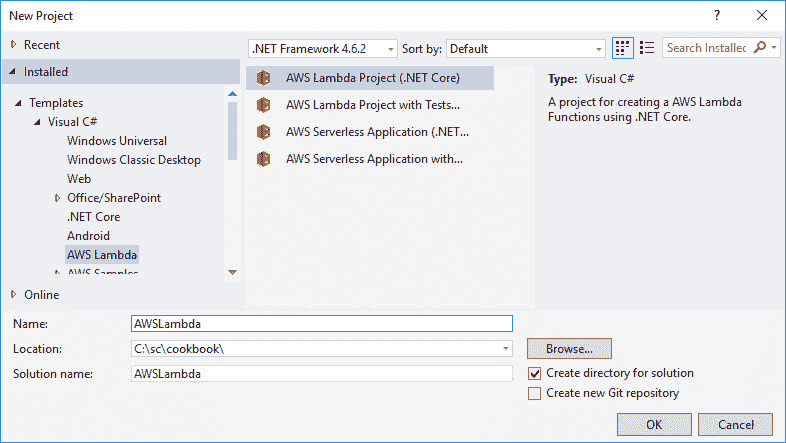 New Project
Recent
.NET Framework 4.6.2 Sort by: Default Search Installed
Installed
Templates
Visual C#
Windows Universal
Windows Classic Desktop
Web
Office/SharePoint
.NET Core
Android
AWS Lambda
AWS Samples
Online
AWS Lambda Project (.NET Core)
AWS Lambda Project with Tests...
AWS Serverless Application (.NET...
AWS Serverless Application with...
Type: Visual C#
A project for creating a AWS Lambda
Functions using .NET Core.
Name: AWSLambda
Location: C:\sc\cookbook\ Browse...
Solution name: AWSLambda
Create directory for solution
Create new Git repository
OK Cancel